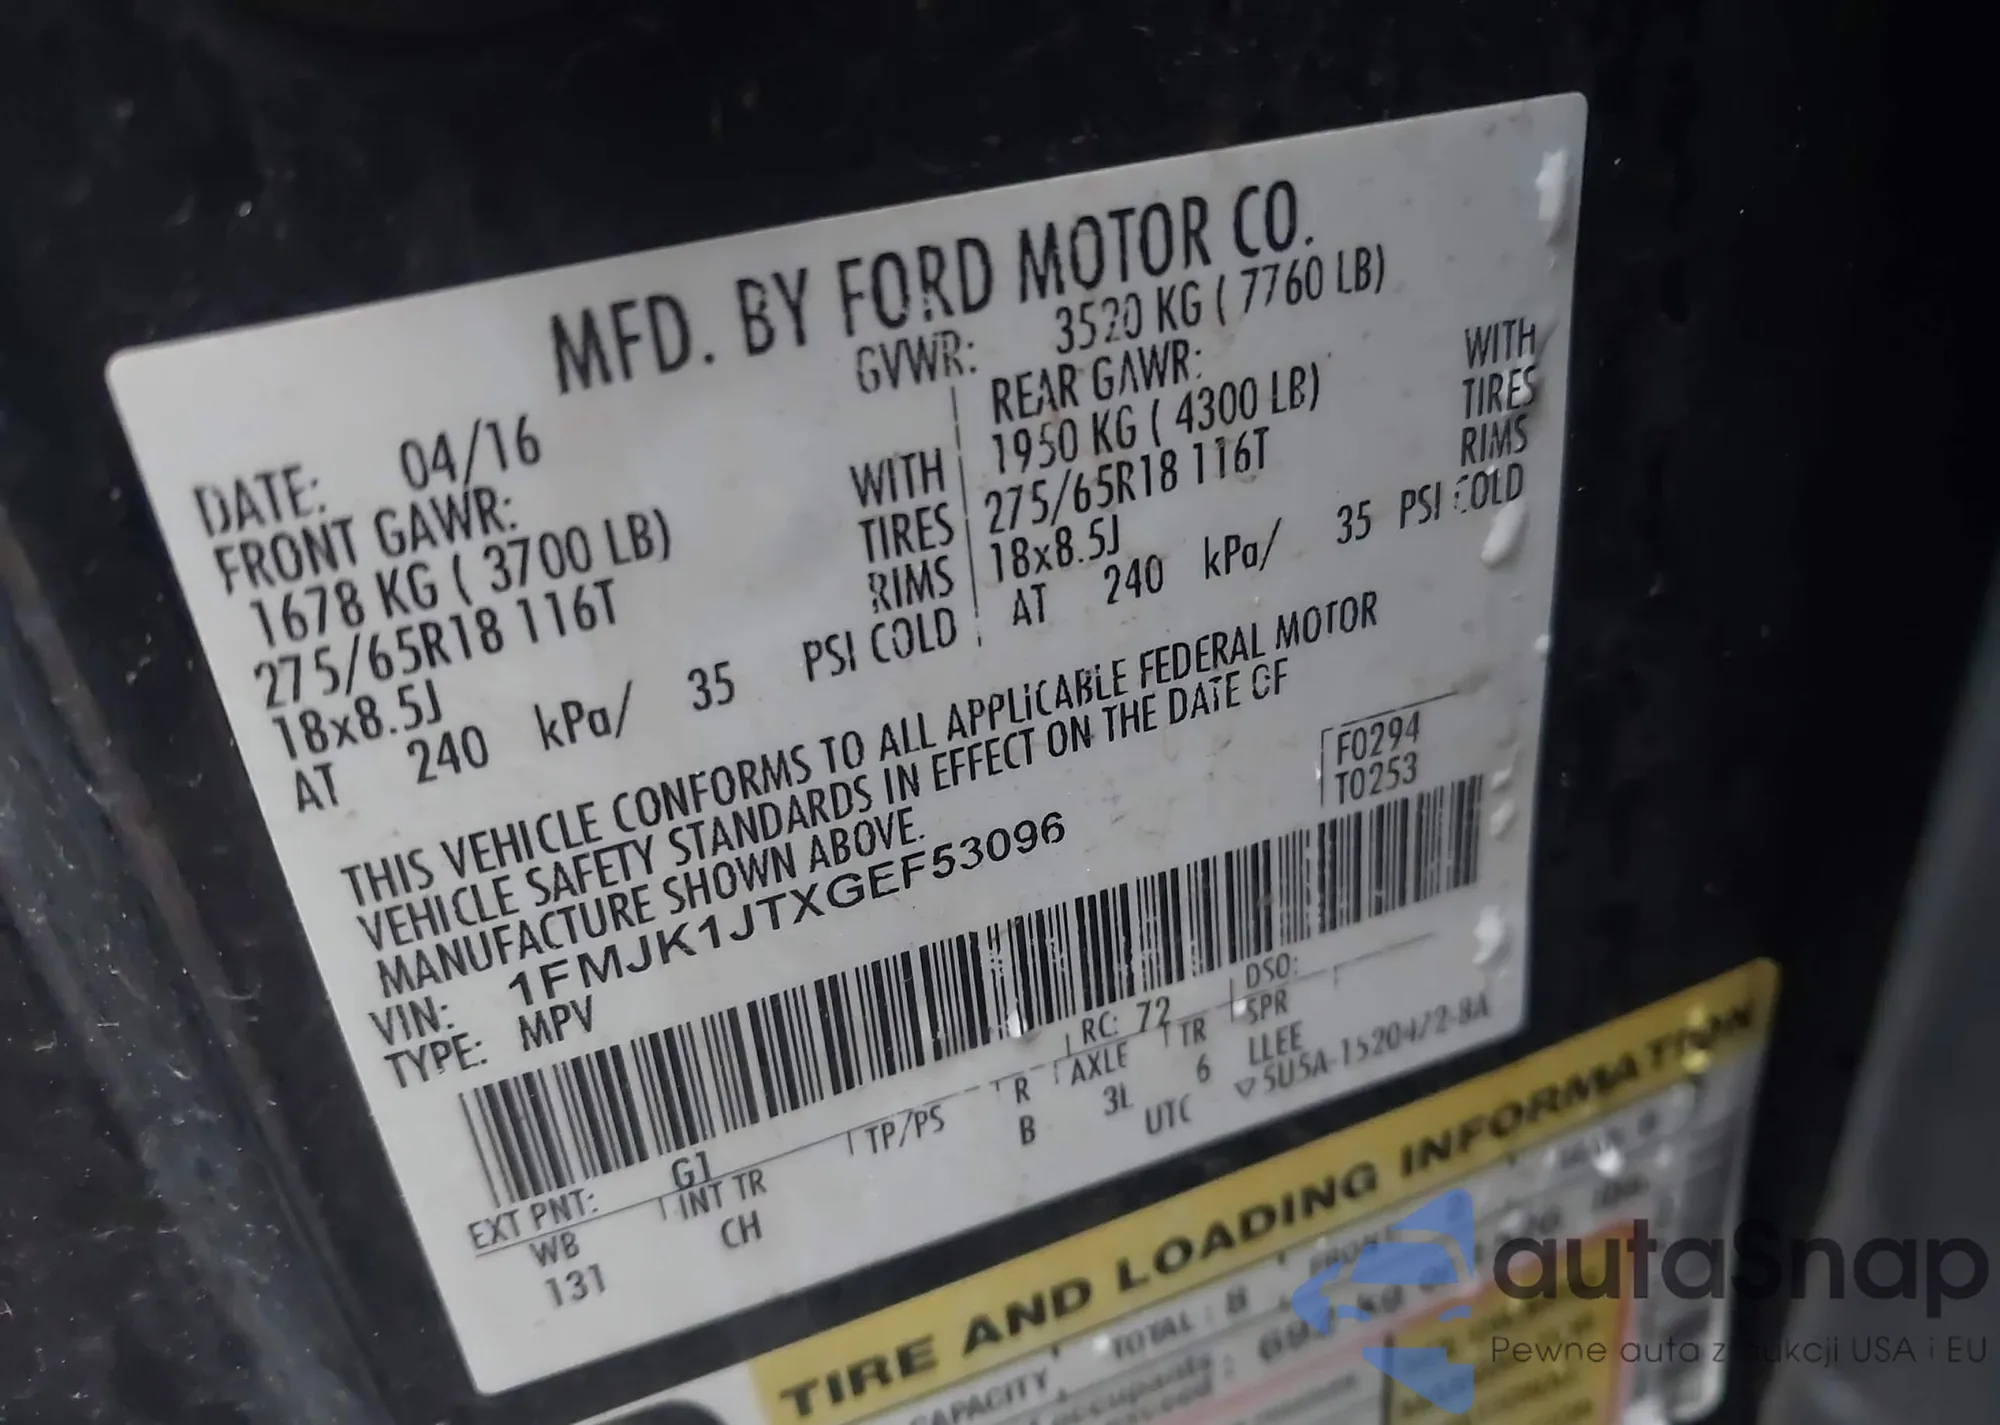 MFD. BY FORD MOTOR CO.
DATE: 04/16
GVWR: 3520 KG ( 7760 LB)
FRONT GAWR:
1678 KG ( 3700 LB) WITH
275/65R18 116T TIRES
18x8.5J RIMS
AT 240 kPa/ 35 PSI COLD
REAR GAWR:
1950 KG ( 4300 LB) WITH
275/65R18 116T TIRES
18x8.5J RIMS
AT 240 kPa/ 35 PSI COLD
THIS VEHICLE CONFORMS TO ALL APPLICABLE FEDERAL MOTOR
VEHICLE SAFETY STANDARDS IN EFFECT ON THE DATE OF
MANUFACTURE SHOWN ABOVE.
VIN: 1FMJK1JTXGEF53096
TYPE: MPV
F0294
T0253
EXT PNT: G1 RC: 72 DSO:
WB INT TR TP/PS R AXLE TR SPR
131 CH B 3L 6 LLEE
UTC
TIRE AND LOADING INFORMATION
CAPACITY TOTAL : 8 FRONT
autaSnap
Pewne auta z aukcji USA i EU